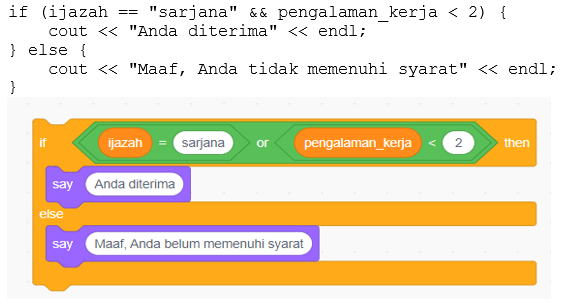 if (ijazah == "sarjana" && pengalaman_kerja < 2) {
    cout << "Anda diterima" << endl;
} else {
    cout << "Maaf, Anda tidak memenuhi syarat" << endl;
}
if ijazah = sarjana or pengalaman_kerja < 2 then
say Anda diterima
else
say Maaf, Anda belum memenuhi syarat